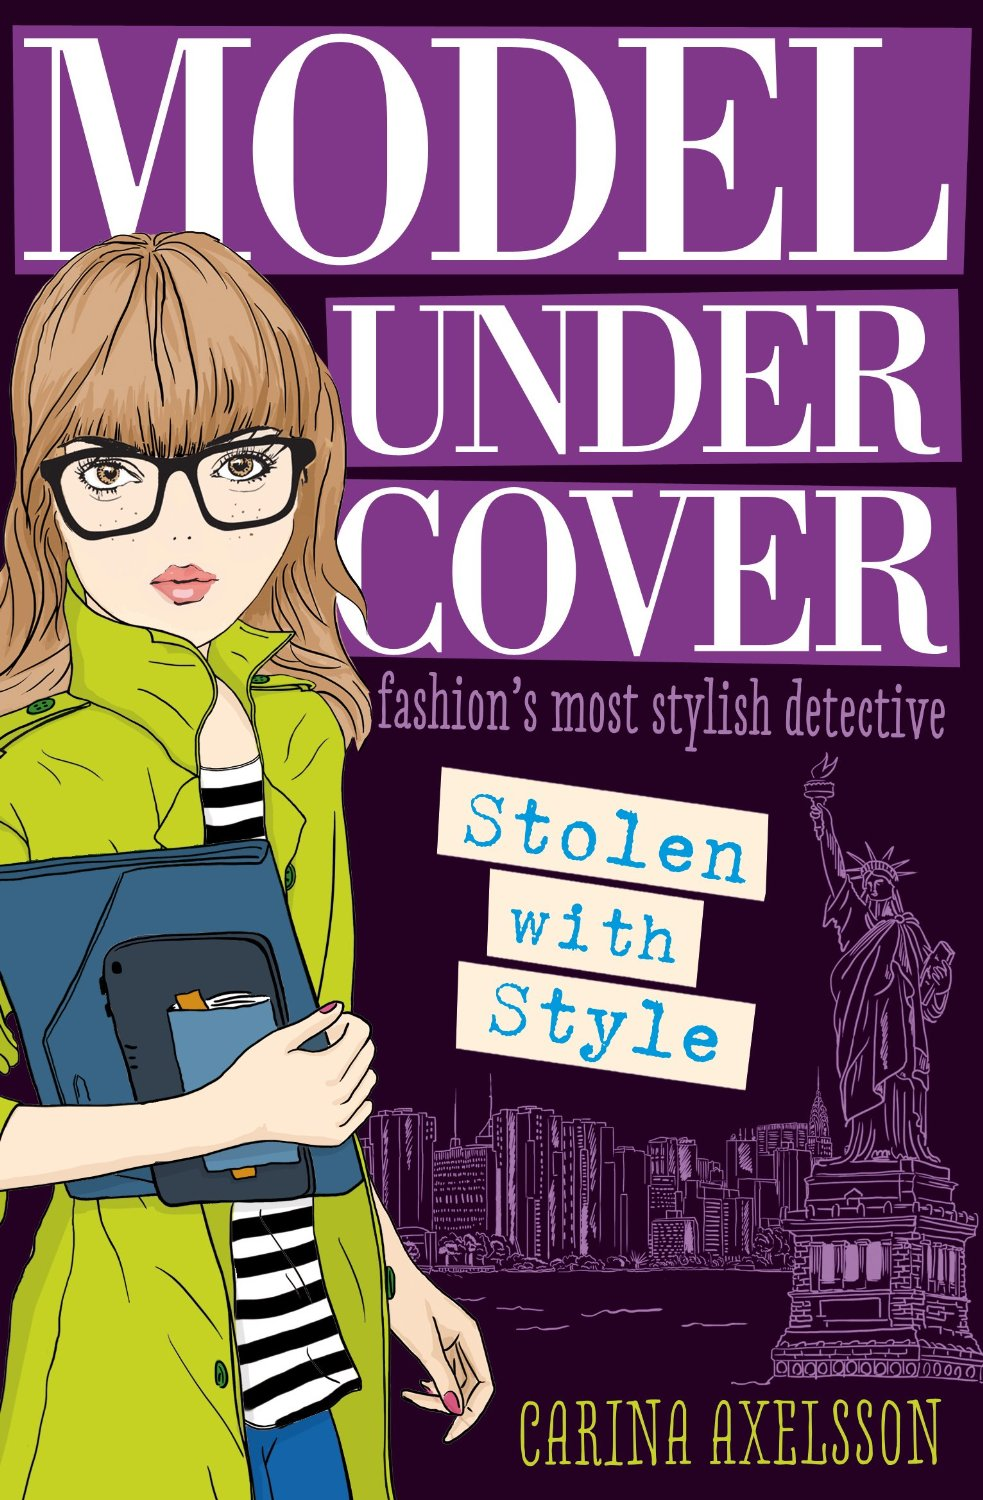 MODEL
UNDER
COVER
fashion's most stylish detective
Stolen
with
Style
CARINA AXELSSON